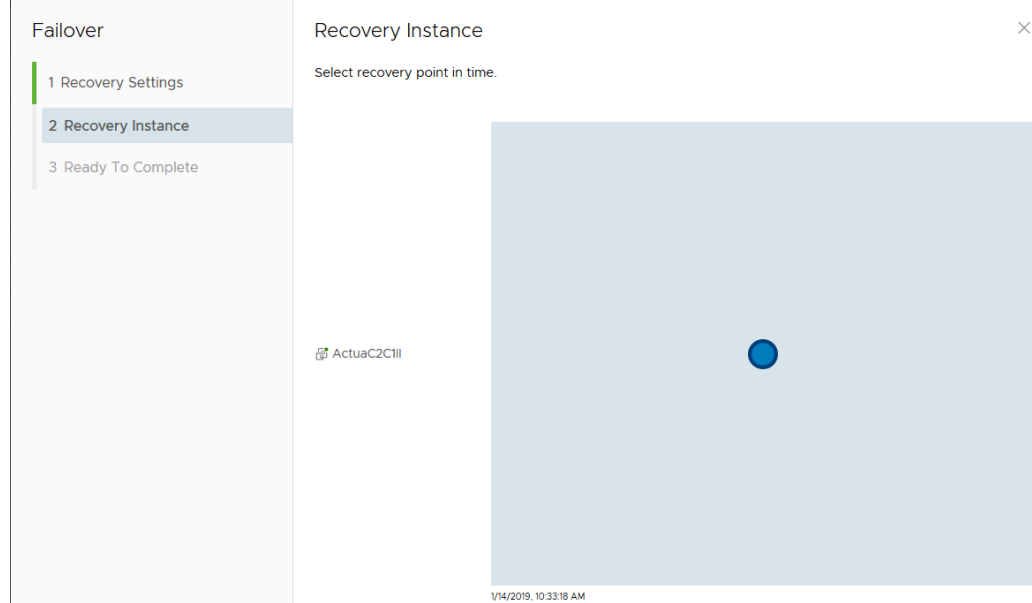 Failover
1 Recovery Settings
2 Recovery Instance
3 Ready To Complete
Recovery Instance
Select recovery point in time.
ActuaC2C1II
1/14/2019, 10:33:18 AM